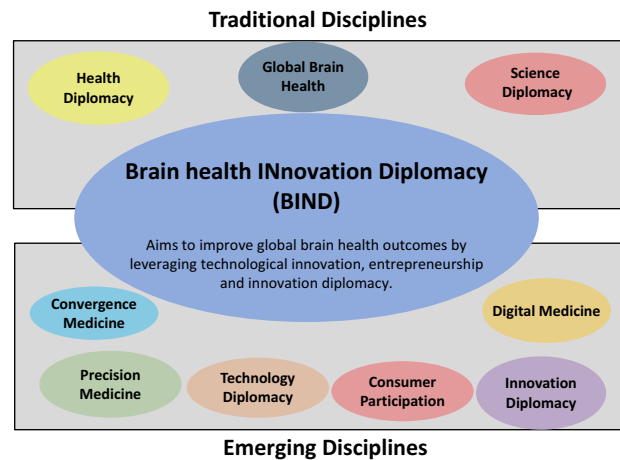 Traditional Disciplines
Health
Diplomacy
Global Brain
Health
Science
Diplomacy
Brain health INnovation Diplomacy
(BIND)
Aims to improve global brain health outcomes by
leveraging technological innovation, entrepreneurship
and innovation diplomacy.
Convergence
Medicine
Digital Medicine
Precision
Medicine
Technology
Diplomacy
Consumer
Participation
Innovation
Diplomacy
Emerging Disciplines